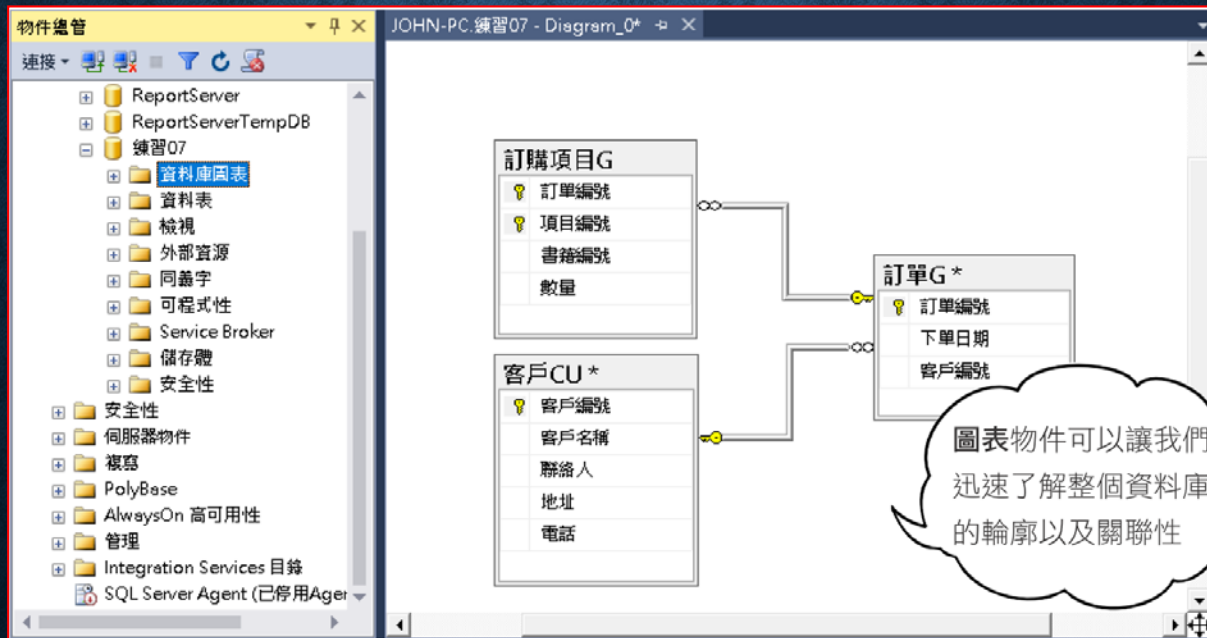 物件總管
JOHN-PC.練習07 - Diagram_0*
連接
ReportServer
ReportServerTempDB
練習07
資料庫圖表
資料表
檢視
外部資源
同義字
可程式性
Service Broker
儲存體
安全性
安全性
伺服器物件
複寫
PolyBase
AlwaysOn 高可用性
管理
Integration Services 目錄
SQL Server Agent (已停用Ager
訂購項目G
訂單編號
項目編號
書籍編號
數量
客戶CU *
客戶編號
客戶名稱
聯絡人
地址
電話
訂單G *
訂單編號
下單日期
客戶編號
圖表物件可以讓我們
迅速了解整個資料庫
的輪廓以及關聯性